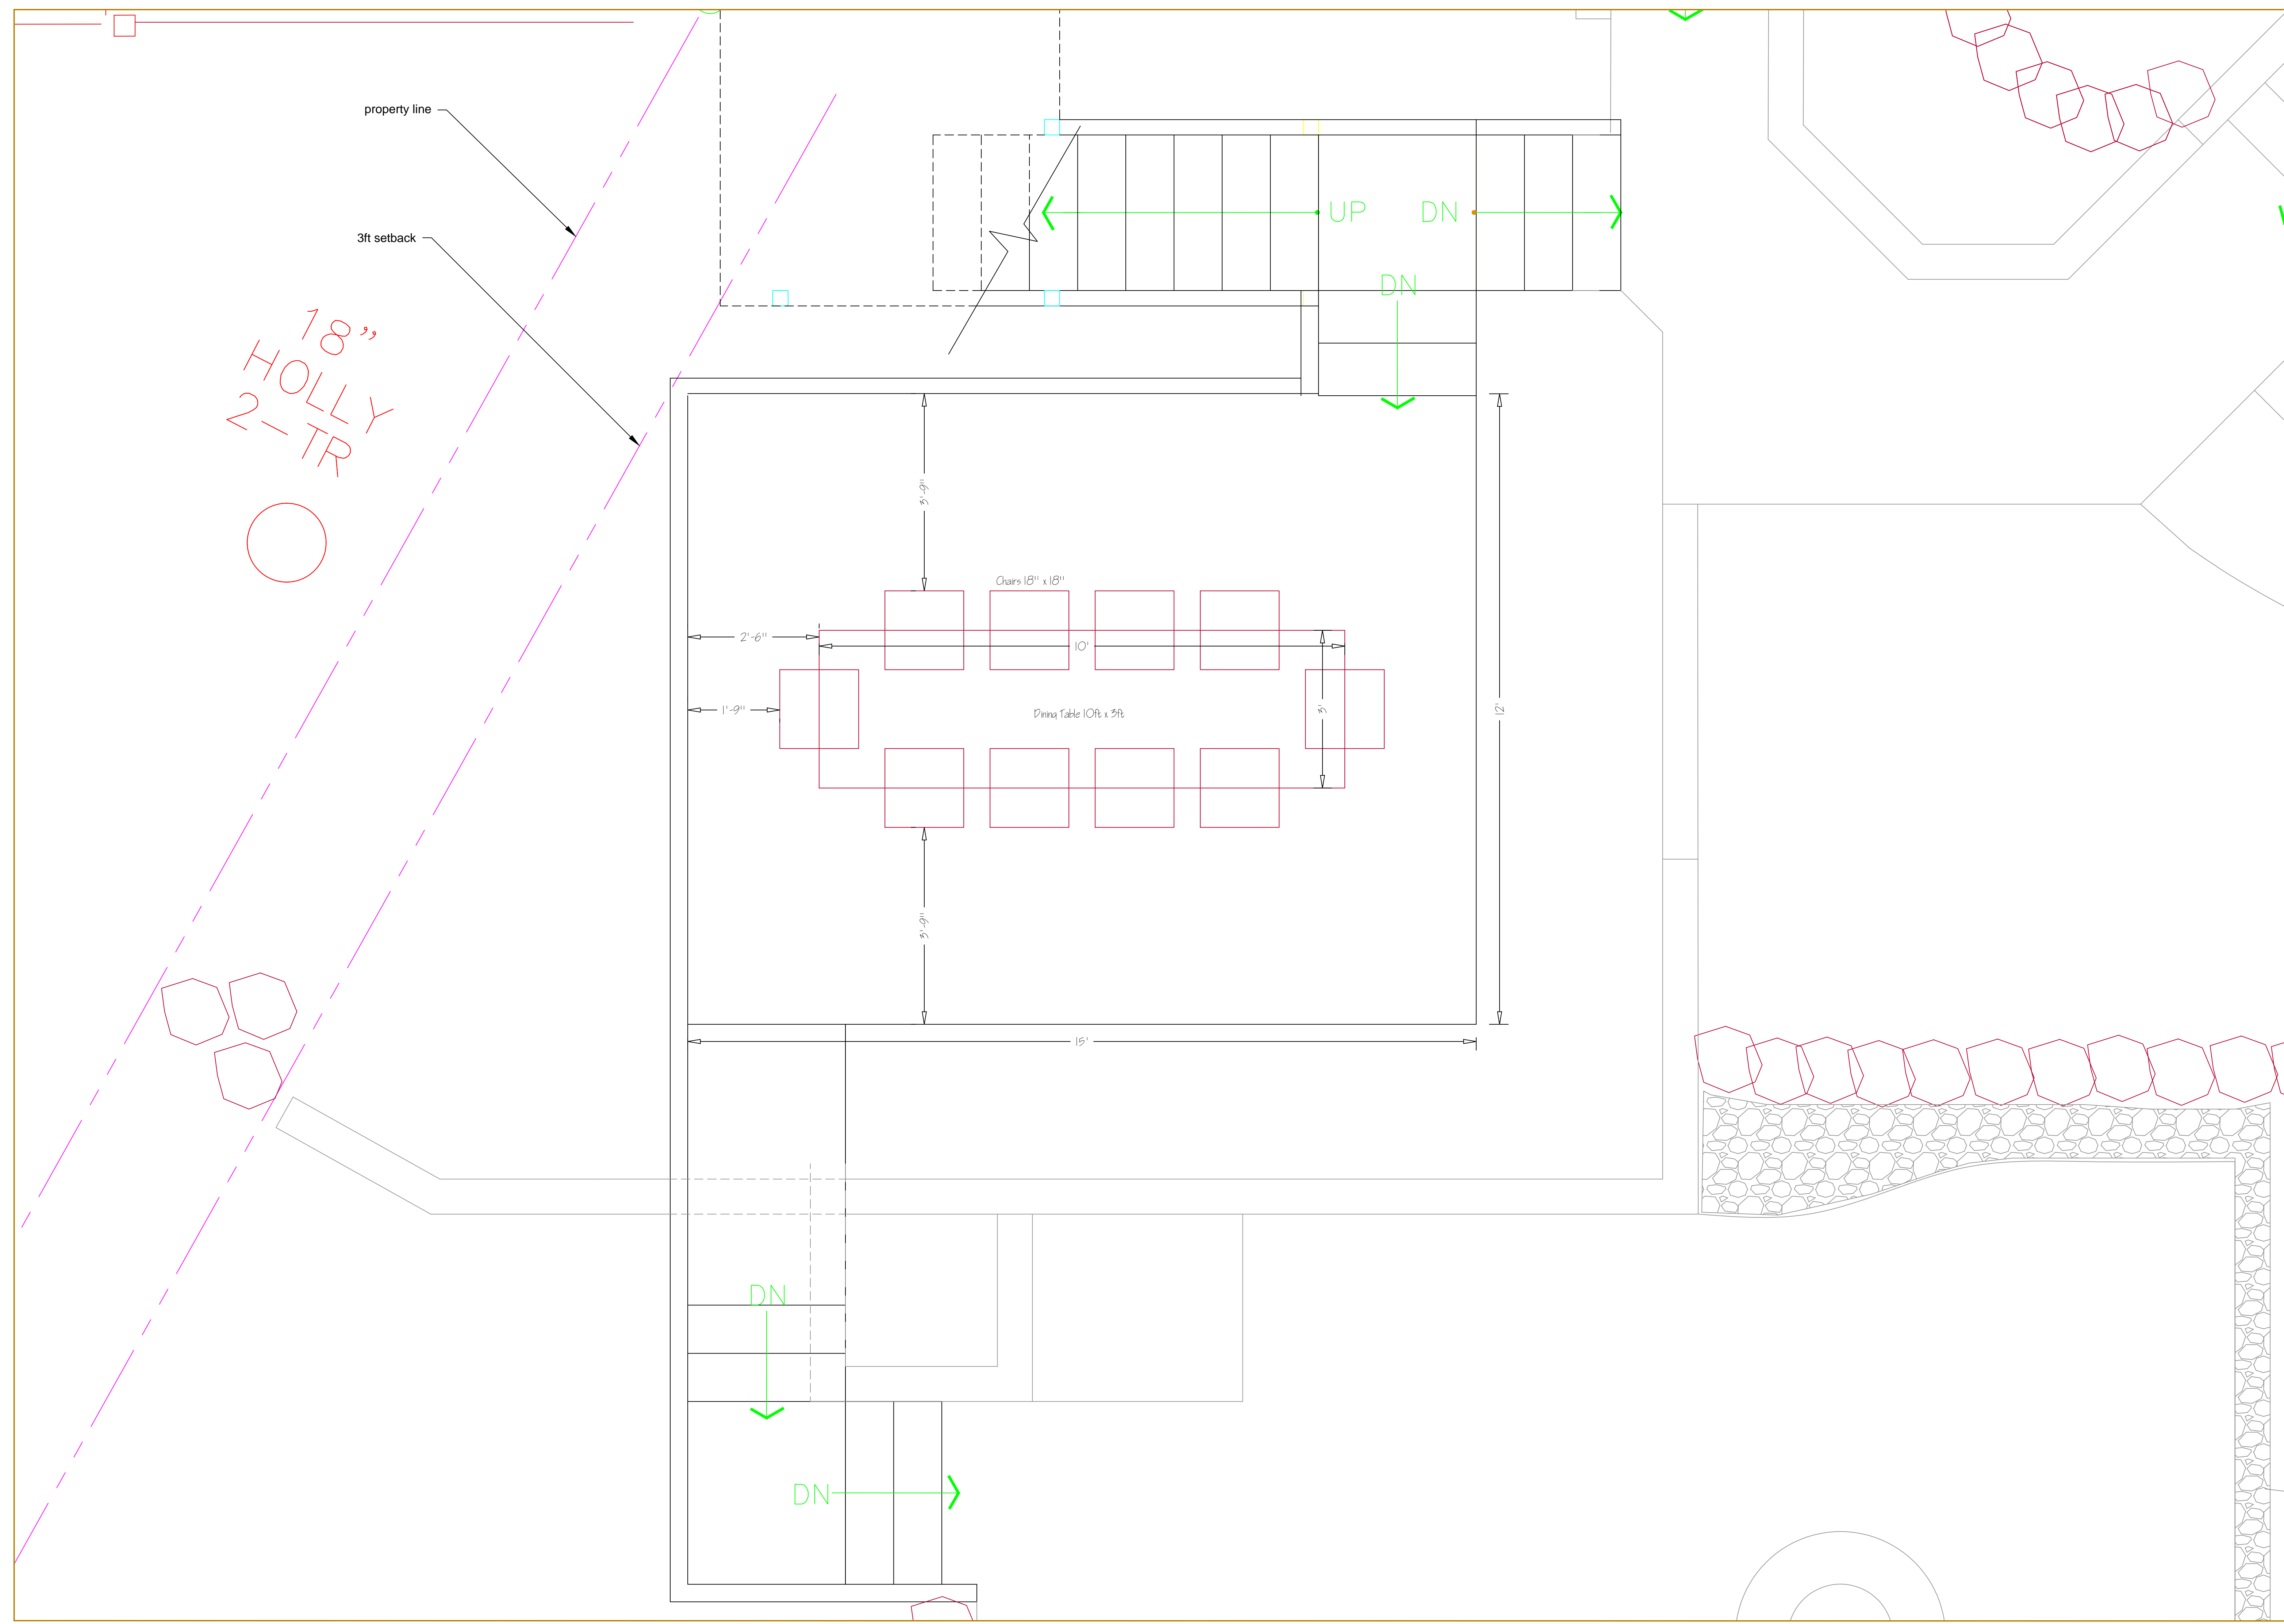 property line
3ft setback
UP
DN
DN
18”
HOLLY
2-TR
3'-9"
Chairs 18" x 18"
2'-6"
10'
1'-9"
Dining Table 10ft x 3ft
3'
12'
3'-9"
15'
DN
DN